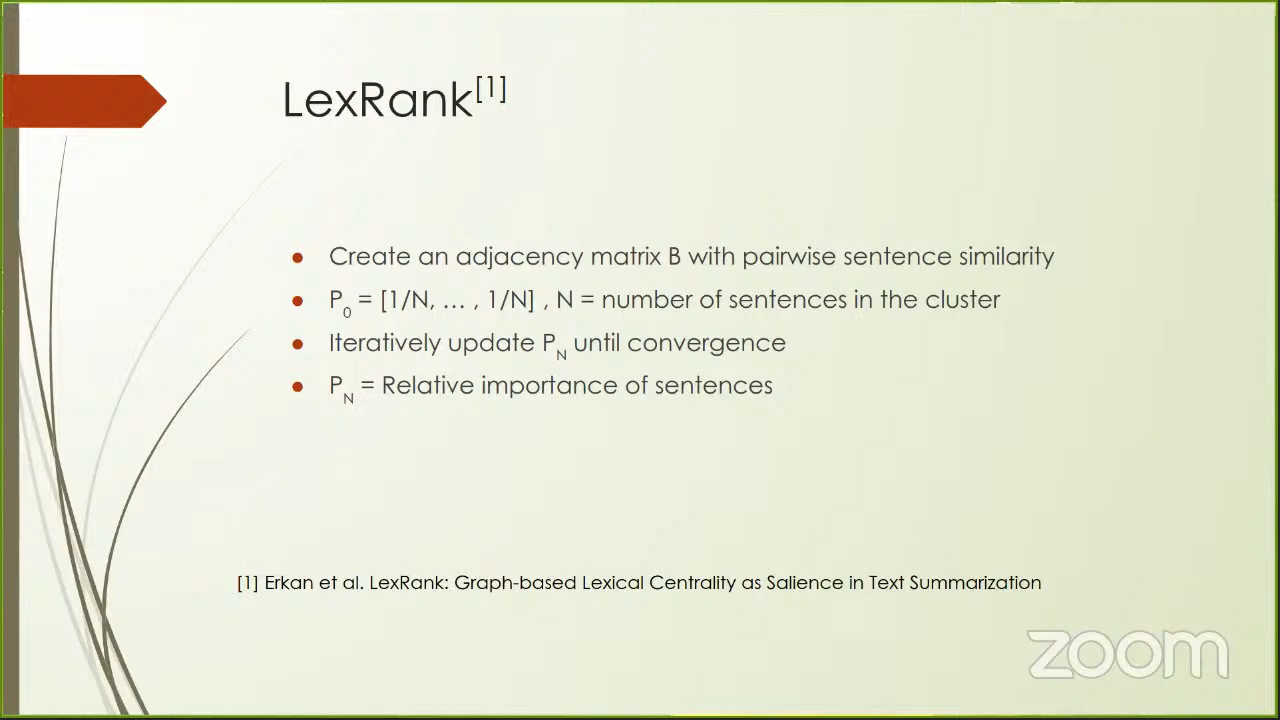 LexRank[1]
Create an adjacency matrix B with pairwise sentence similarity
P0 = [1/N, … , 1/N] , N = number of sentences in the cluster
Iteratively update PN until convergence
PN = Relative importance of sentences
[1] Erkan et al. LexRank: Graph-based Lexical Centrality as Salience in Text Summarization
zoom